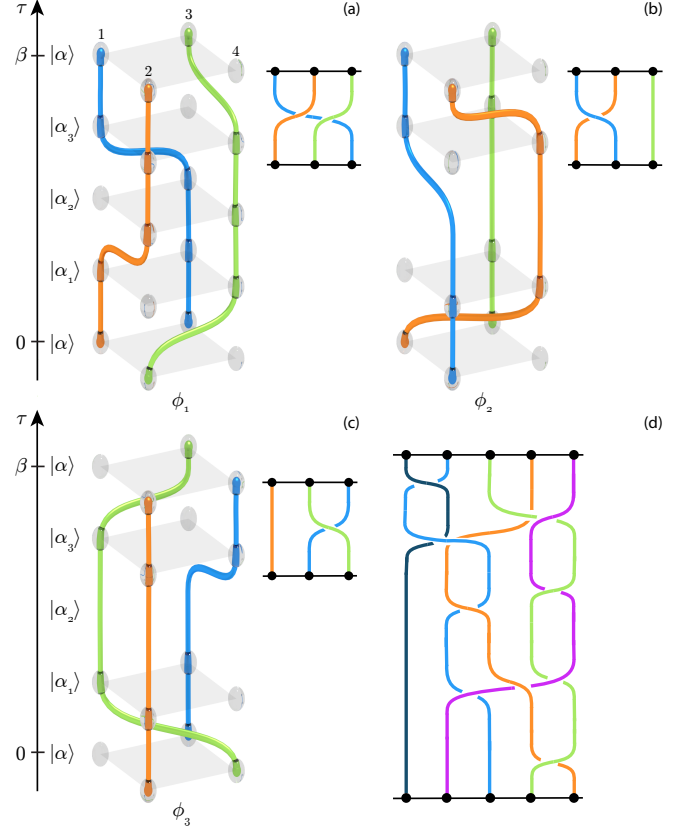 τ
(a)
(b)
1
3
4
2
β |α⟩
|α₃⟩
|α₂⟩
|α₁⟩
0 |α⟩
ϕ₁
ϕ₂
τ
(c)
(d)
β |α⟩
|α₃⟩
|α₂⟩
|α₁⟩
0 |α⟩
ϕ₃